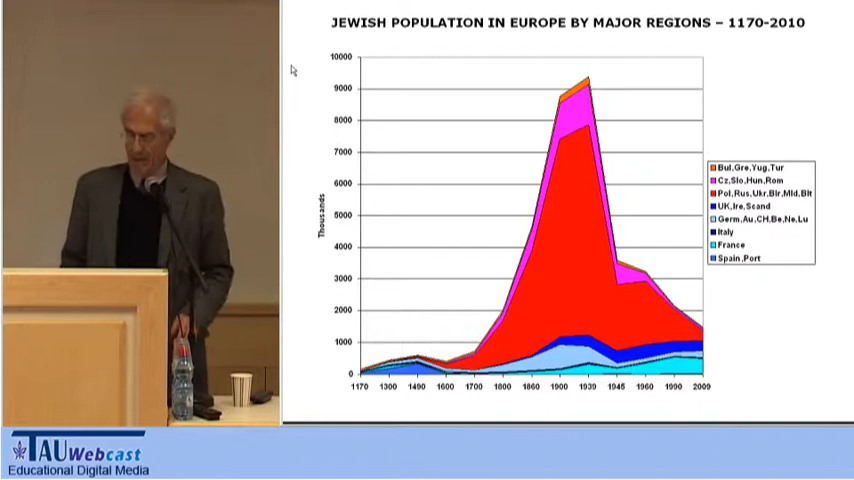 JEWISH POPULATION IN EUROPE BY MAJOR REGIONS – 1170-2010
10000
9000
8000
7000
6000
5000
4000
3000
2000
1000
0
Thousands
1170 1300 1490 1600 1700 1800 1860 1900 1939 1945 1960 1990 2009
Bul,Gre,Yug,Tur
Cz,Slo,Hun,Rom
Pol,Rus,Ukr,Blr,Mld,Blt
UK,Ire,Scand
Germ,Au,CH,Be,Ne,Lu
Italy
France
Spain,Port
TAU Webcast
Educational Digital Media